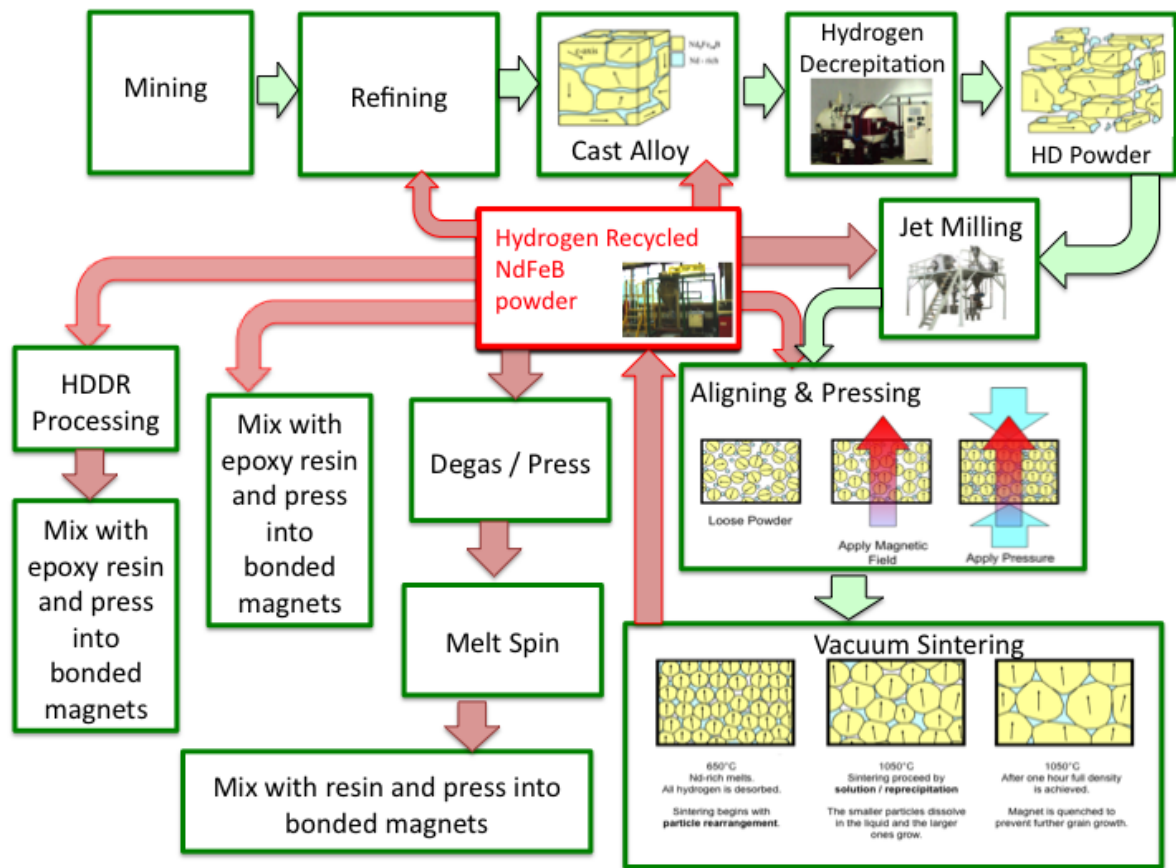 Mining
Refining
c-axis
Nd₂Fe₁₄B
Nd - rich
Cast Alloy
Hydrogen
Decrepitation
HD Powder
Hydrogen Recycled
NdFeB
powder
Jet Milling
HDDR
Processing
Mix with
epoxy resin
and press
into
bonded
magnets
Mix with
epoxy resin
and press
into
bonded
magnets
Degas / Press
Melt Spin
Mix with resin and press into
bonded magnets
Aligning & Pressing
Loose Powder
Apply Magnetic
Field
Apply Pressure
Vacuum Sintering
650°C
Nd-rich melts.
All hydrogen is desorbed.
Sintering begins with
particle rearrangement.
1050°C
Sintering proceed by
solution / reprecipitation
The smaller particles dissolve
in the liquid and the larger
ones grow.
1050°C
After one hour full density
is achieved.
Magnet is quenched to
prevent further grain growth.